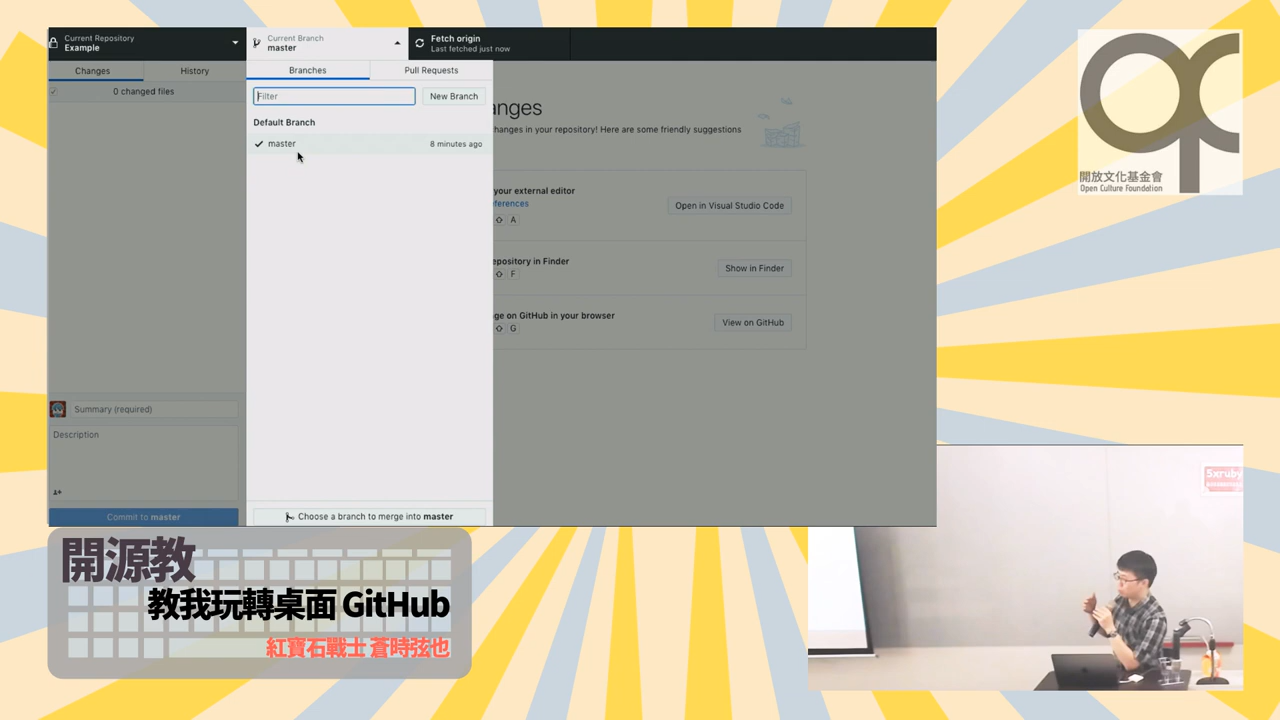 Current Repository
Example
Current Branch
master
Fetch origin
Last fetched just now
Changes
History
Branches
Pull Requests
0 changed files
Filter
New Branch
Default Branch
master
8 minutes ago
anges
changes in your repository! Here are some friendly suggestions
your external editor
eferences
A
Open in Visual Studio Code
epository in Finder
F
Show in Finder
ge on GitHub in your browser
G
View on GitHub
Summary (required)
Description
Commit to master
Choose a branch to merge into master
開放文化基金會
Open Culture Foundation
5xruby
開源教
教我玩轉桌面 GitHub
紅寶石戰士 蒼時弦也